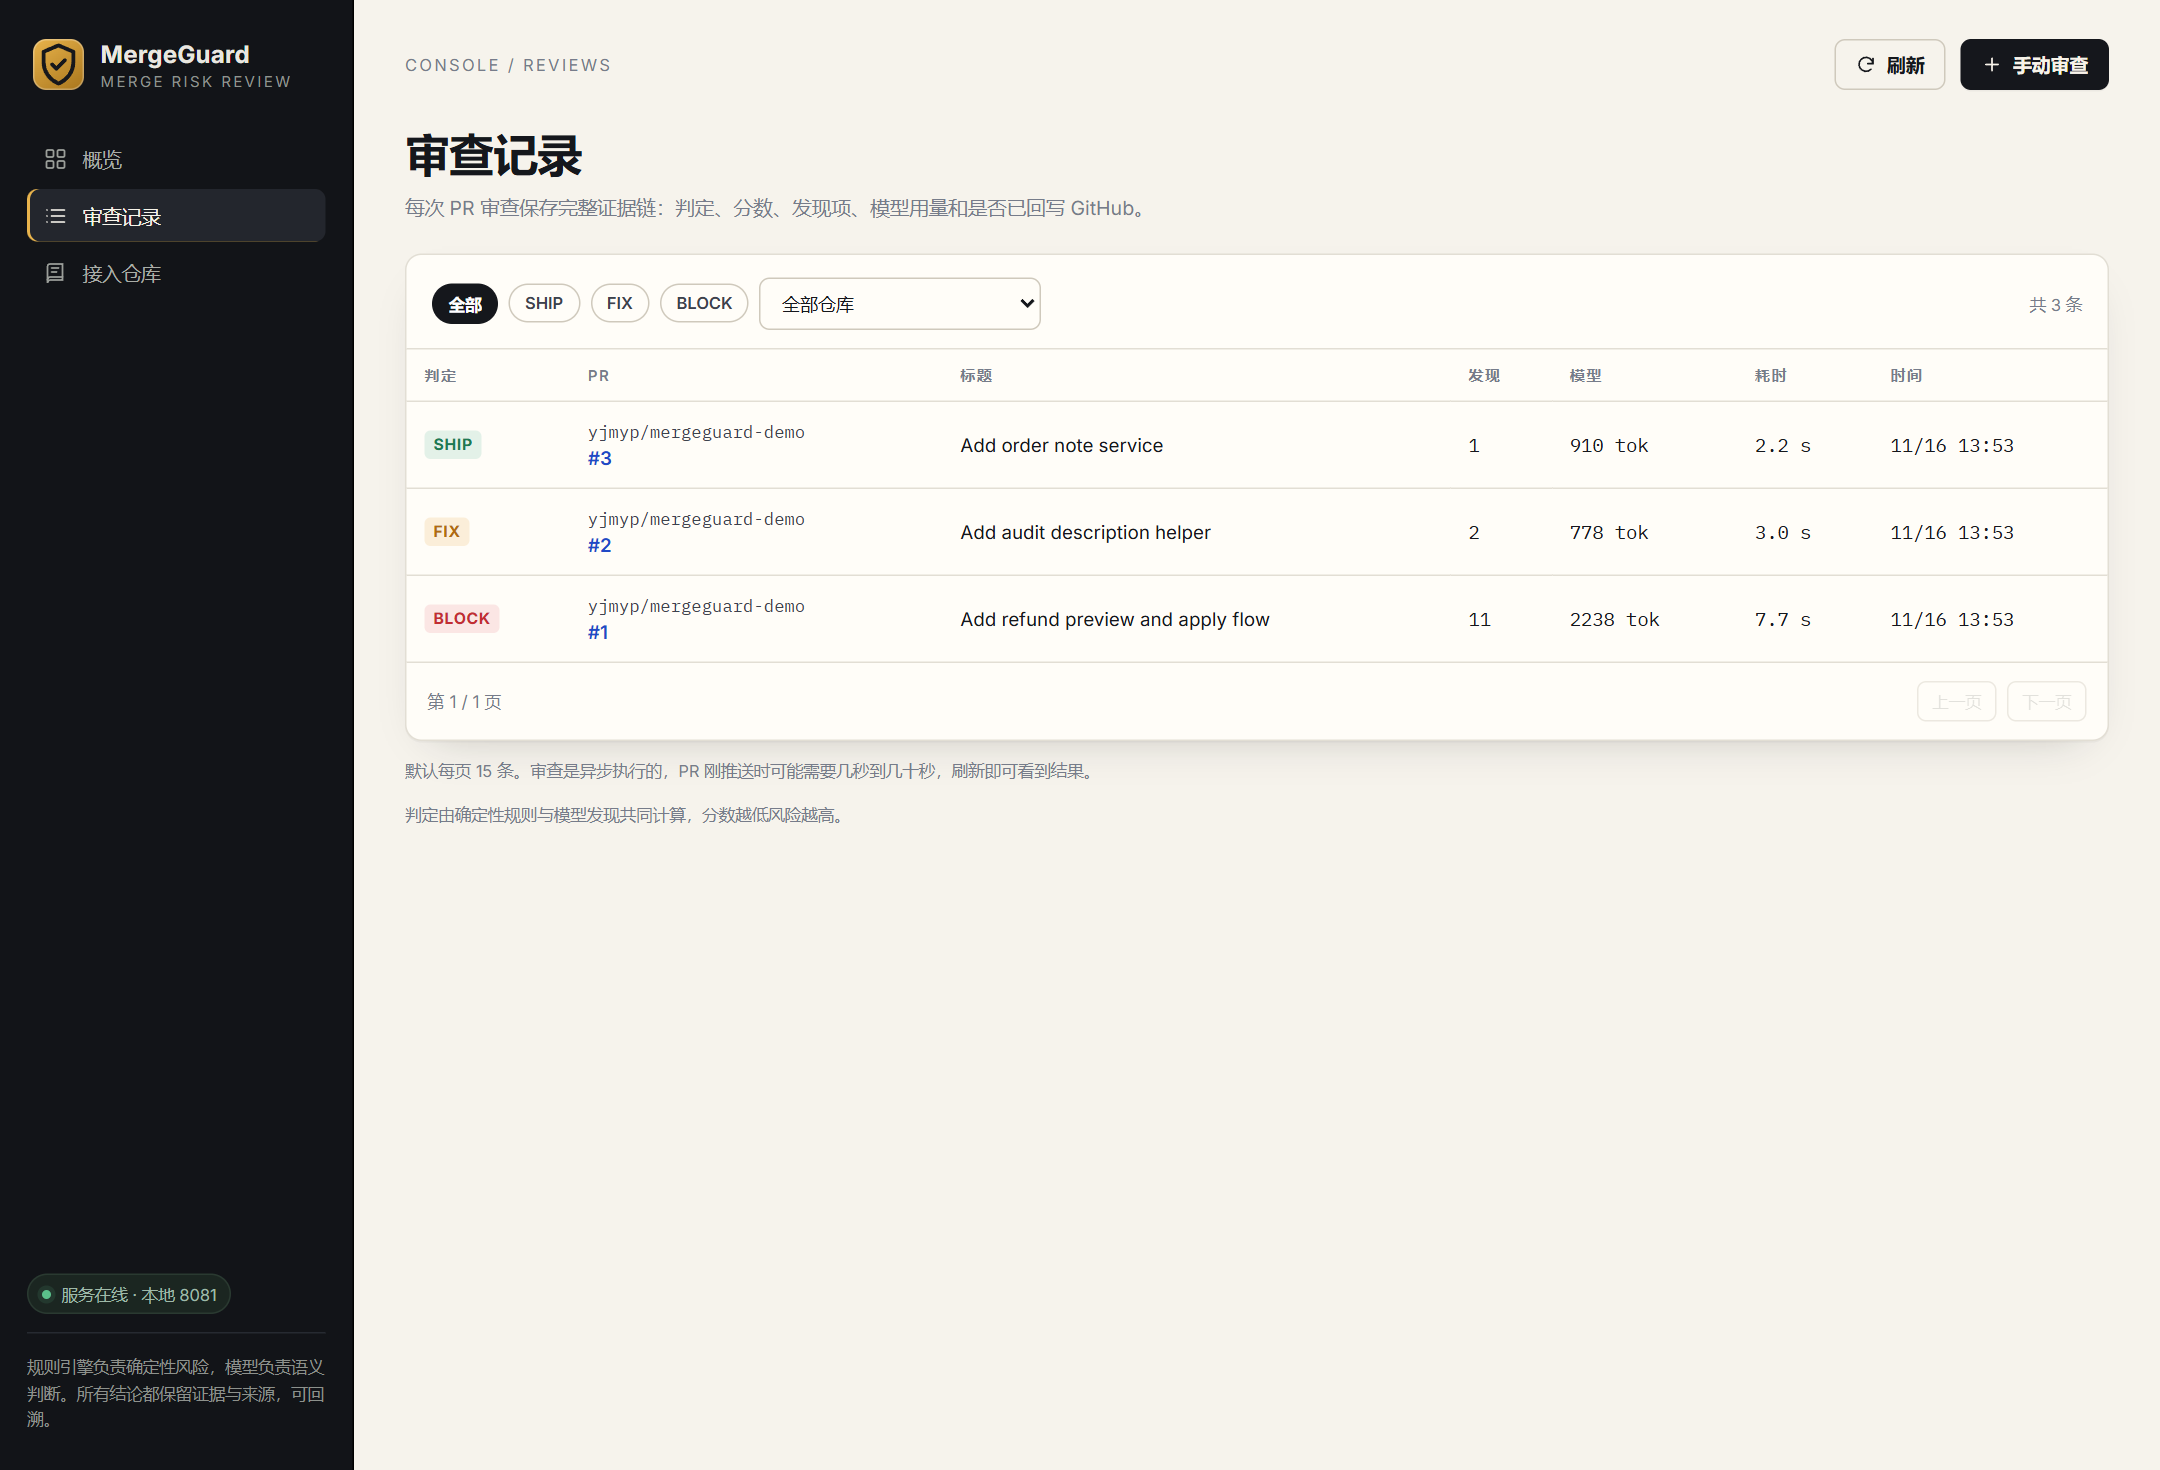 MergeGuard
MERGE RISK REVIEW
概览
审查记录
接入仓库
服务在线 · 本地 8081
规则引擎负责确定性风险，模型负责语义
判断。所有结论都保留证据与来源，可回
溯。
CONSOLE / REVIEWS
刷新
手动审查
审查记录
每次 PR 审查保存完整证据链：判定、分数、发现项、模型用量和是否已回写 GitHub。
全部 SHIP FIX BLOCK 全部仓库 共 3 条
判定 PR 标题 发现 模型 耗时 时间
SHIP yjmyp/mergeguard-demo #3 Add order note service 1 910 tok 2.2 s 11/16 13:53
FIX yjmyp/mergeguard-demo #2 Add audit description helper 2 778 tok 3.0 s 11/16 13:53
BLOCK yjmyp/mergeguard-demo #1 Add refund preview and apply flow 11 2238 tok 7.7 s 11/16 13:53
第 1 / 1 页 上一页 下一页
默认每页 15 条。审查是异步执行的，PR 刚推送时可能需要几秒到几十秒，刷新即可看到结果。
判定由确定性规则与模型发现共同计算，分数越低风险越高。